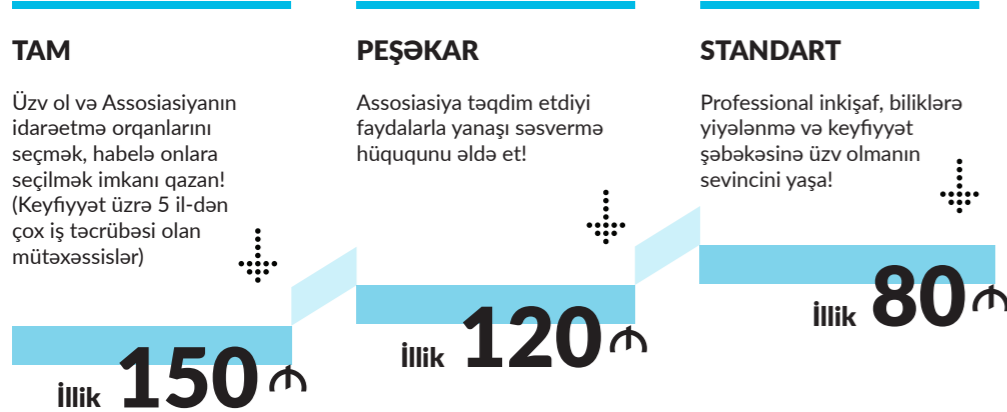 TAM
Üzv ol və Assosiasiyanın
idarəetmə orqanlarını
seçmək, habelə onlara
seçilmək imkanı qazan!
(Keyfiyyət üzrə 5 il-dən
çox iş təcrübəsi olan
mütəxəssislər)
İllik 150 ₼
PEŞƏKAR
Assosiasiya təqdim etdiyi
faydalarla yanaşı səsvermə
hüququnu əldə et!
İllik 120 ₼
STANDART
Professional inkişaf, biliklərə
yiyələnmə və keyfiyyət
şəbəkəsinə üzv olmanın
sevincini yaşa!
İllik 80 ₼